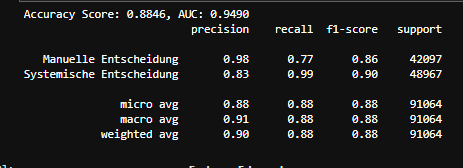 Accuracy Score: 0.8846, AUC: 0.9490
precision recall f1-score support
Manuelle Entscheidung 0.98 0.77 0.86 42097
Systemische Entscheidung 0.83 0.99 0.90 48967
micro avg 0.88 0.88 0.88 91064
macro avg 0.91 0.88 0.88 91064
weighted avg 0.90 0.88 0.88 91064